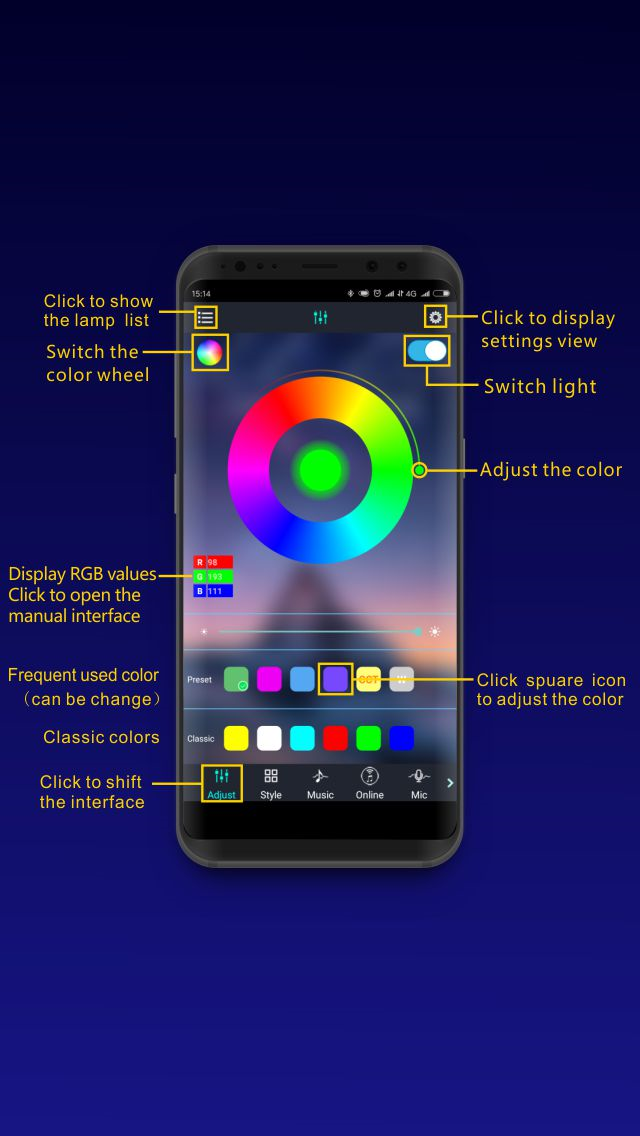 15:14
4G
Click to show
the lamp list
Switch the
color wheel
Click to display
settings view
Switch light
Adjust the color
R 98
G 193
B 111
Display RGB values
Click to open the
manual interface
Frequent used color
（can be change）
Preset
CCT
Click spuare icon
to adjust the color
Classic colors
Classic
Click to shift
the interface
Adjust
Style
Music
Online
Mic